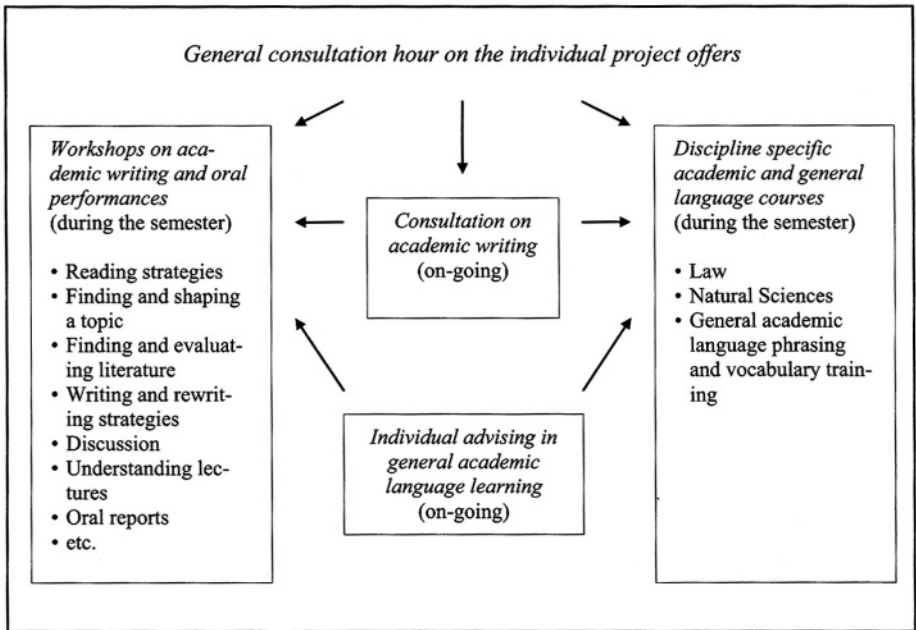 General consultation hour on the individual project offers
Workshops on aca-
demic writing and oral
performances
(during the semester)
• Reading strategies
• Finding and shaping
a topic
• Finding and evaluat-
ing literature
• Writing and rewrit-
ing strategies
• Discussion
• Understanding lec-
tures
• Oral reports
• etc.
Consultation on
academic writing
(on-going)
Individual advising in
general academic
language learning
(on-going)
Discipline specific
academic and general
language courses
(during the semester)
• Law
• Natural Sciences
• General academic
language phrasing
and vocabulary train-
ing